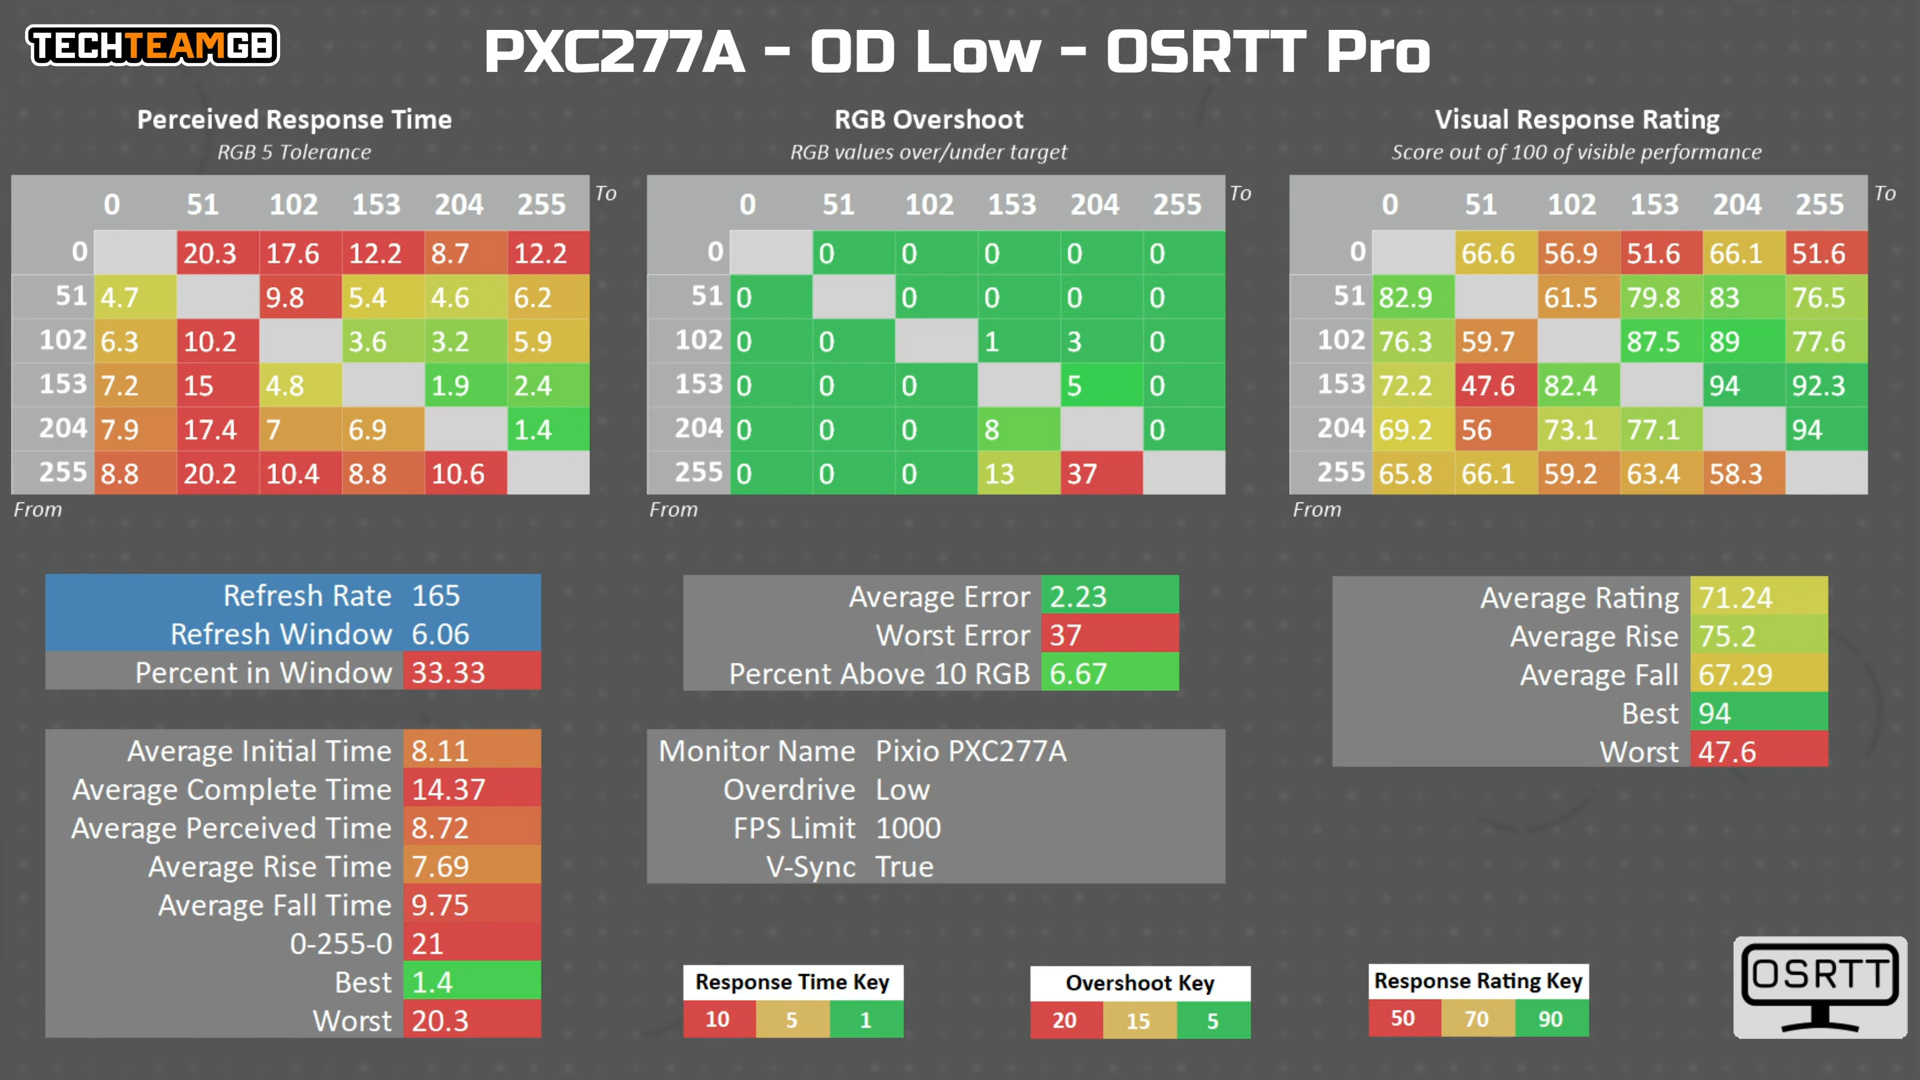 TECHTEAMGB
PXC277A - OD Low - OSRTT Pro
Perceived Response Time
RGB 5 Tolerance
0 51 102 153 204 255 To
0 20.3 17.6 12.2 8.7 12.2
51 4.7 9.8 5.4 4.6 6.2
102 6.3 10.2 3.6 3.2 5.9
153 7.2 15 4.8 1.9 2.4
204 7.9 17.4 7 6.9 1.4
255 8.8 20.2 10.4 8.8 10.6
From
RGB Overshoot
RGB values over/under target
0 51 102 153 204 255 To
0 0 0 0 0 0
51 0 0 0 0 0
102 0 0 1 3 0
153 0 0 0 5 0
204 0 0 0 8 0
255 0 0 0 13 37
From
Visual Response Rating
Score out of 100 of visible performance
0 51 102 153 204 255 To
0 66.6 56.9 51.6 66.1 51.6
51 82.9 61.5 79.8 83 76.5
102 76.3 59.7 87.5 89 77.6
153 72.2 47.6 82.4 94 92.3
204 69.2 56 73.1 77.1 94
255 65.8 66.1 59.2 63.4 58.3
From
Refresh Rate 165
Refresh Window 6.06
Percent in Window 33.33
Average Initial Time 8.11
Average Complete Time 14.37
Average Perceived Time 8.72
Average Rise Time 7.69
Average Fall Time 9.75
0-255-0 21
Best 1.4
Worst 20.3
Average Error 2.23
Worst Error 37
Percent Above 10 RGB 6.67
Monitor Name Pixio PXC277A
Overdrive Low
FPS Limit 1000
V-Sync True
Average Rating 71.24
Average Rise 75.2
Average Fall 67.29
Best 94
Worst 47.6
Response Time Key
10 5 1
Overshoot Key
20 15 5
Response Rating Key
50 70 90
OSRTT